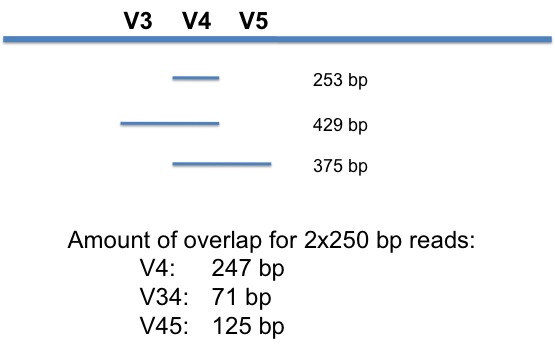 V3 V4 V5
253 bp
429 bp
375 bp
Amount of overlap for 2x250 bp reads:
V4: 247 bp
V34: 71 bp
V45: 125 bp